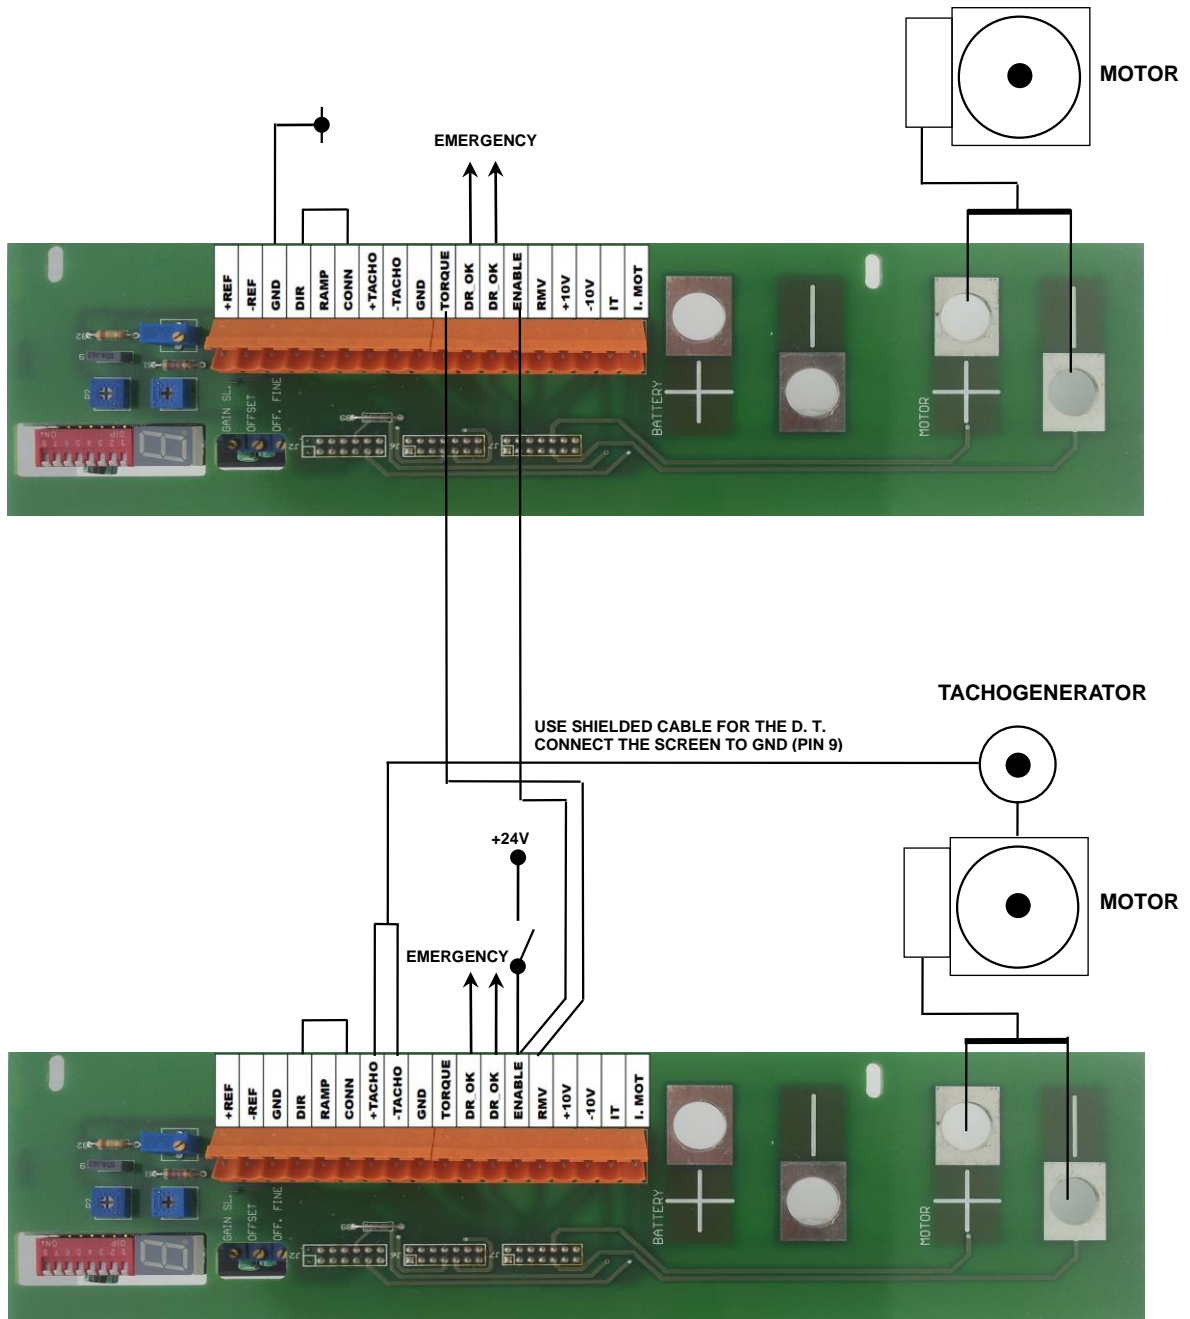 MOTOR
EMERGENCY
+REF
-REF
GND
DIR
RAMP
CONN
+TACHO
-TACHO
GND
TORQUE
DR_OK
DR_OK
ENABLE
RMV
+10V
-10V
IT
I. MOT
GAIN SL.
OFFSET
OFF. FINE
BATTERY
MOTOR
TACHOGENERATOR
USE SHIELDED CABLE FOR THE D. T.
CONNECT THE SCREEN TO GND (PIN 9)
+24V
MOTOR
EMERGENCY
+REF
-REF
GND
DIR
RAMP
CONN
+TACHO
-TACHO
GND
TORQUE
DR_OK
DR_OK
ENABLE
RMV
+10V
-10V
IT
I. MOT
GAIN SL.
OFFSET
OFF. FINE
BATTERY
MOTOR